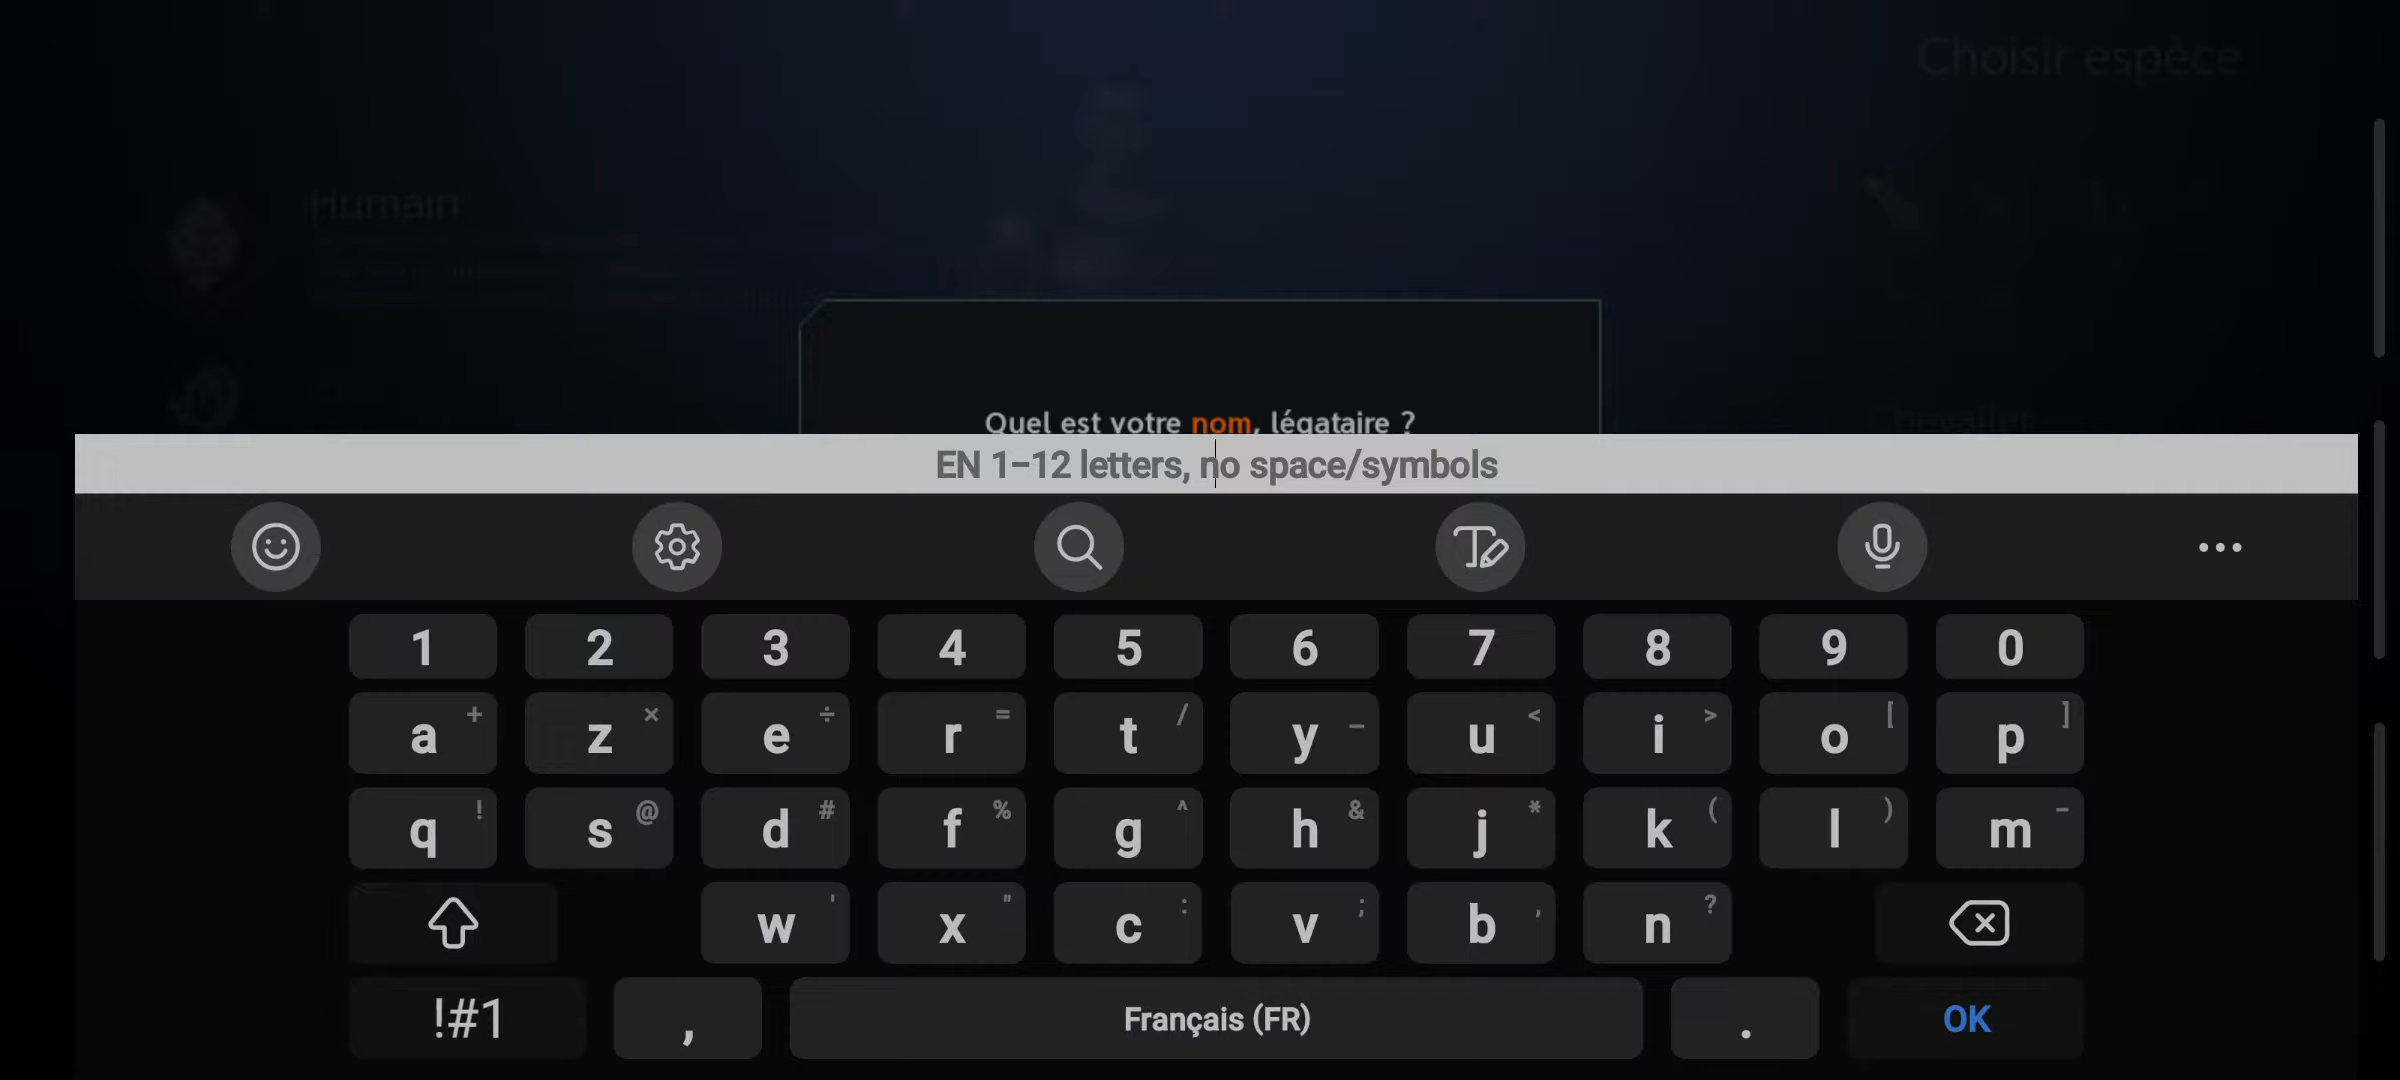 Choisir espèce
Humain
Chevalier
Quel est votre nom, légataire ?
EN 1–12 letters, no space/symbols
1 2 3 4 5 6 7 8 9 0
a + z × e ÷ r = t / y _ u < i > o [ p ]
q ! s @ d # f % g ^ h & j * k ( l ) m -
w ' x " c : v ; b , n ?
!#1 , Français (FR) . OK